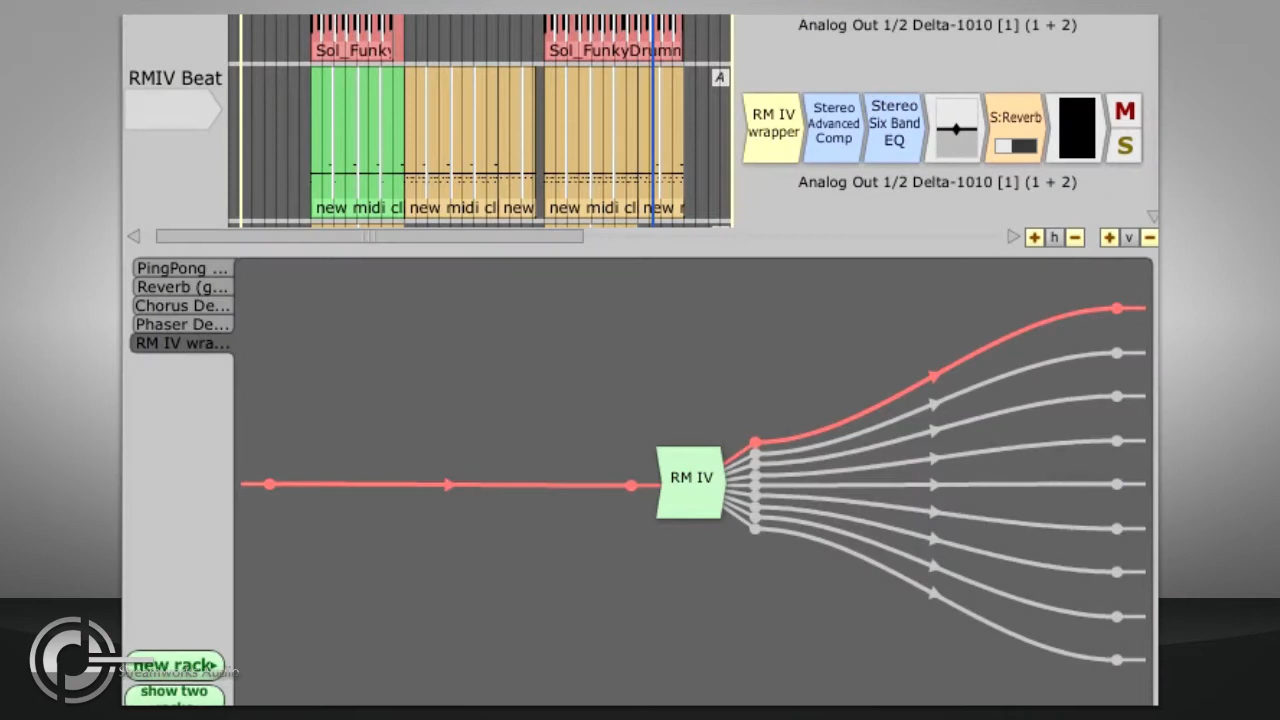 Analog Out 1/2 Delta-1010 [1] (1 + 2)
Sol_Funky
Sol_FunkyDrumn
RMIV Beat
A
RM IV
wrapper
Stereo
Advanced
Comp
Stereo
Six Band
EQ
S:Reverb
M
S
Analog Out 1/2 Delta-1010 [1] (1 + 2)
new midi cl
new midi cl
new
new midi cl
new
+ h − + v −
PingPong ...
Reverb (g...
Chorus De...
Phaser De...
RM IV wra...
RM IV
new rack
Streamworks Audio
show two